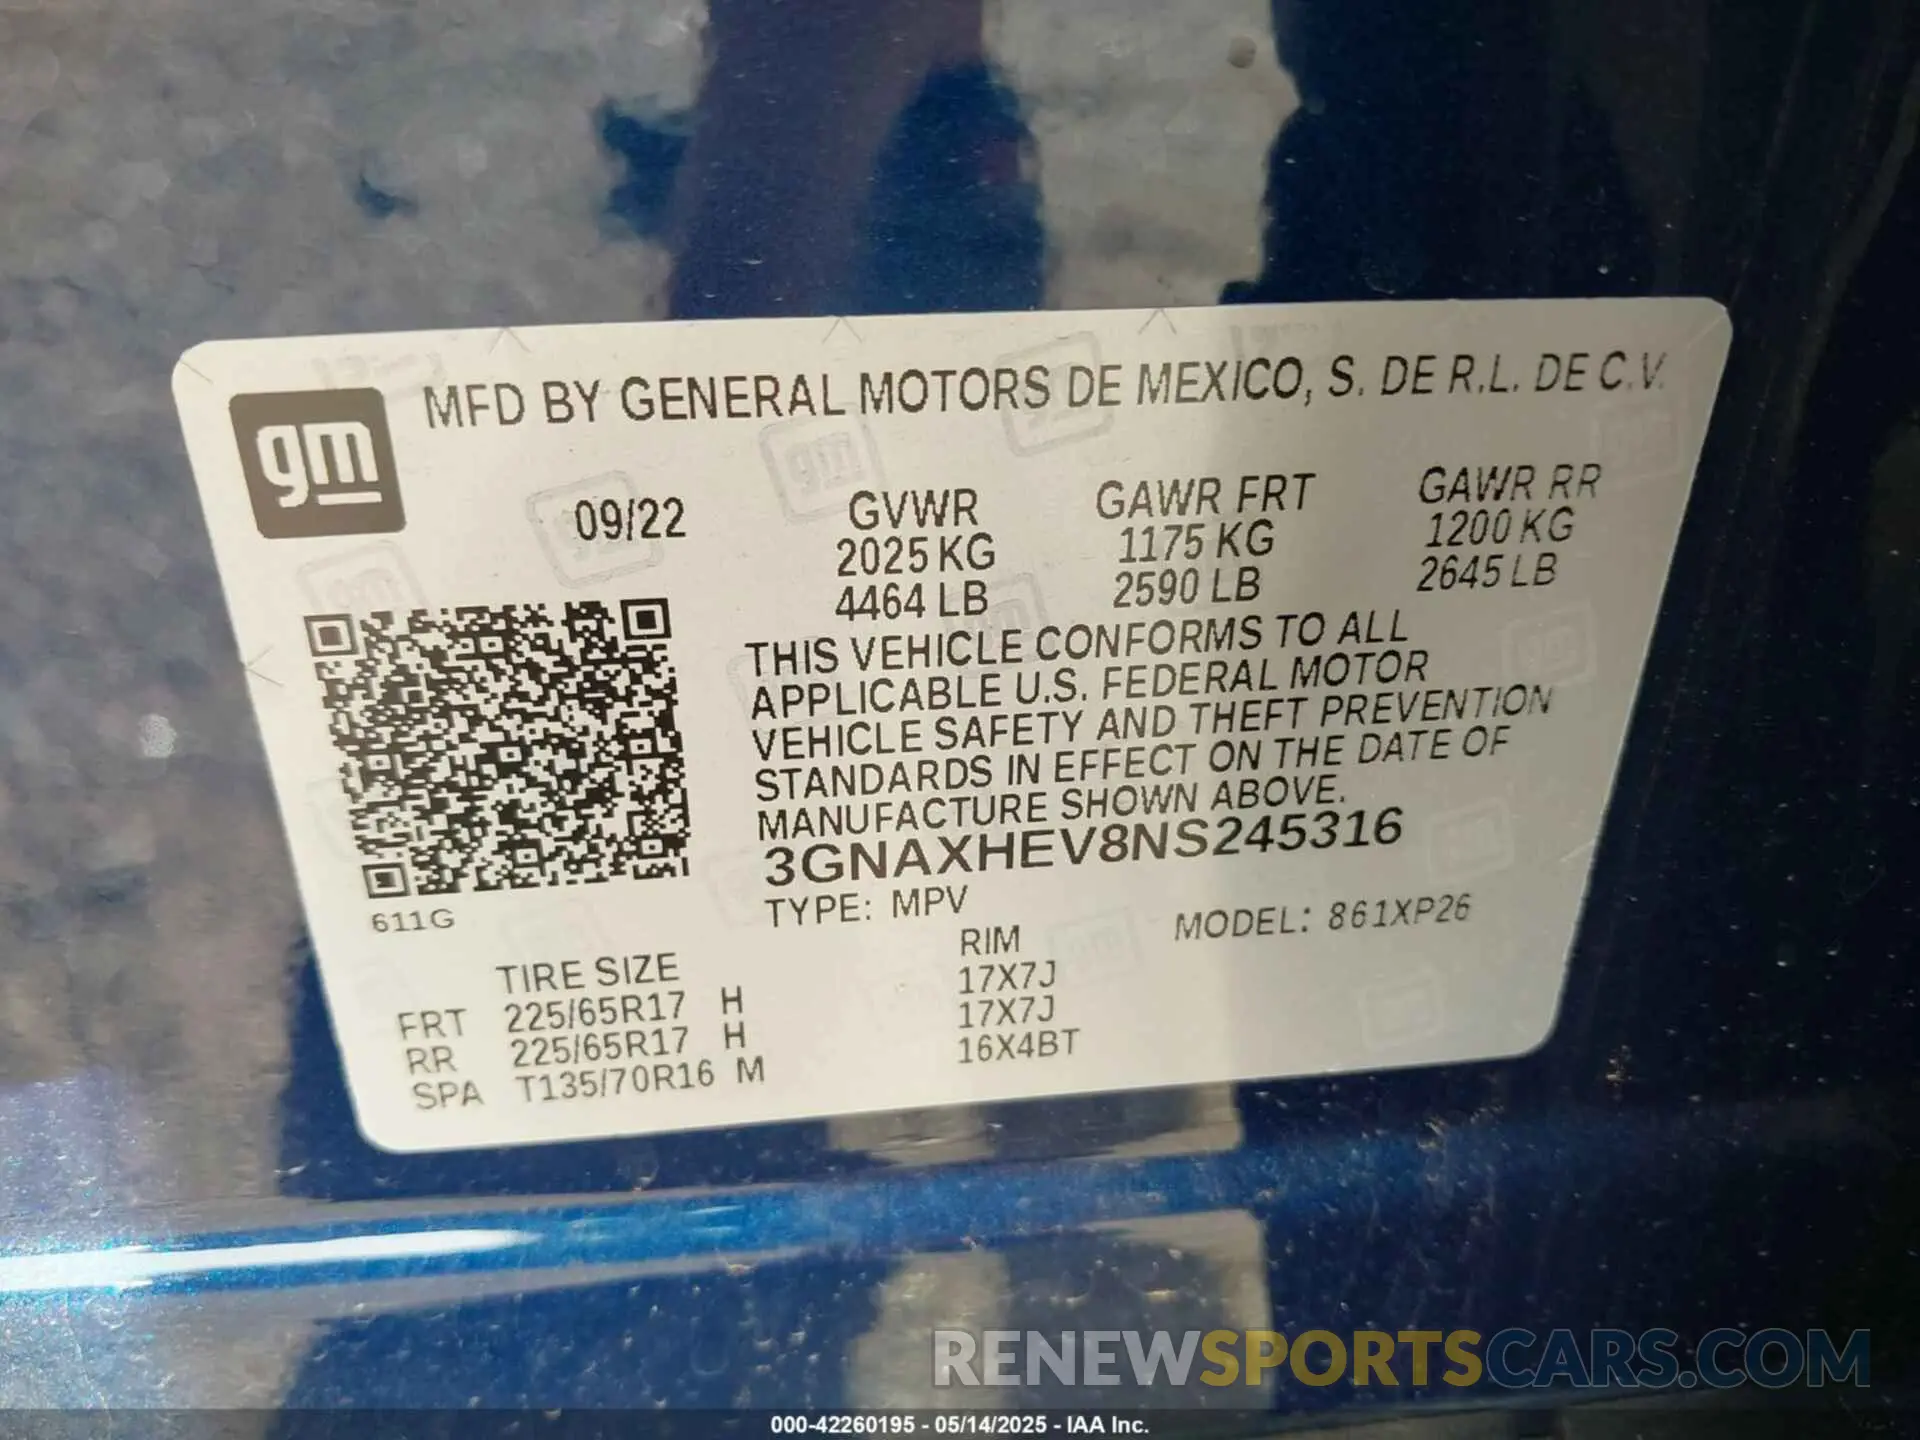 MFD BY GENERAL MOTORS DE MEXICO, S. DE R.L. DE C.V.
gm
09/22 GVWR GAWR FRT GAWR RR
2025 KG 1175 KG 1200 KG
4464 LB 2590 LB 2645 LB
THIS VEHICLE CONFORMS TO ALL
APPLICABLE U.S. FEDERAL MOTOR
VEHICLE SAFETY AND THEFT PREVENTION
STANDARDS IN EFFECT ON THE DATE OF
MANUFACTURE SHOWN ABOVE.
3GNAXHEV8NS245316
611G
TYPE: MPV MODEL: 861XP26
TIRE SIZE RIM
FRT 225/65R17 H 17X7J
RR 225/65R17 H 17X7J
SPA T135/70R16 M 16X4BT
RENEWSPORTSCARS.COM
000-42260195 - 05/14/2025 - IAA Inc.